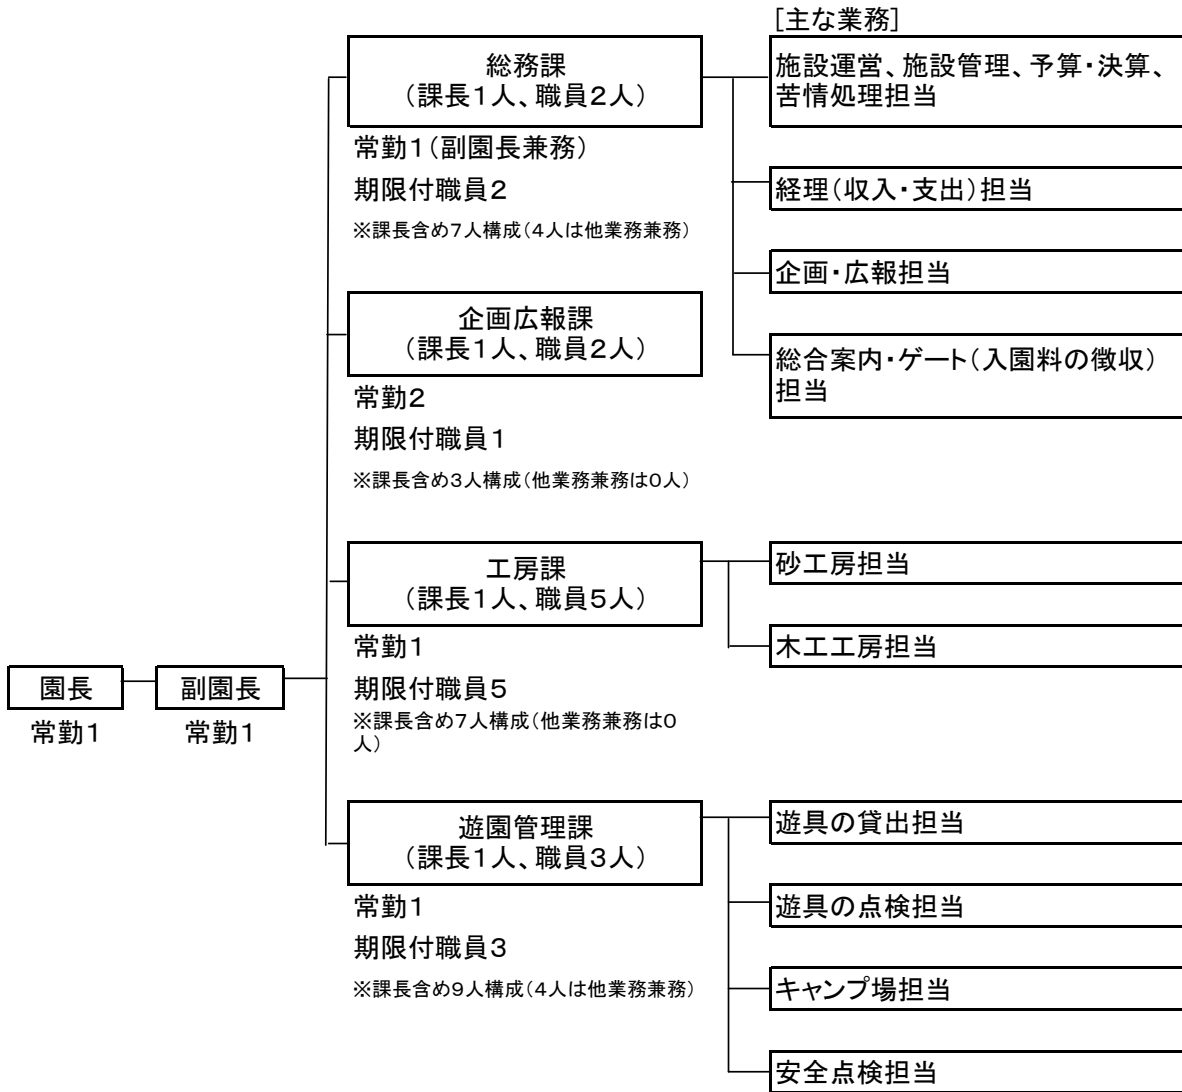 [主な業務]
総務課
（課長１人、職員２人）
常勤１（副園長兼務）
期限付職員２
※課長含め７人構成（４人は他業務兼務）
施設運営、施設管理、予算・決算、
苦情処理担当
経理（収入・支出）担当
企画・広報担当
総合案内・ゲート（入園料の徴収）
担当
企画広報課
（課長１人、職員２人）
常勤２
期限付職員１
※課長含め３人構成（他業務兼務は０人）
工房課
（課長１人、職員５人）
常勤１
期限付職員５
※課長含め７人構成（他業務兼務は０
人）
砂工房担当
木工工房担当
園長
常勤１
副園長
常勤１
遊園管理課
（課長１人、職員３人）
常勤１
期限付職員３
※課長含め９人構成（４人は他業務兼務）
遊具の貸出担当
遊具の点検担当
キャンプ場担当
安全点検担当